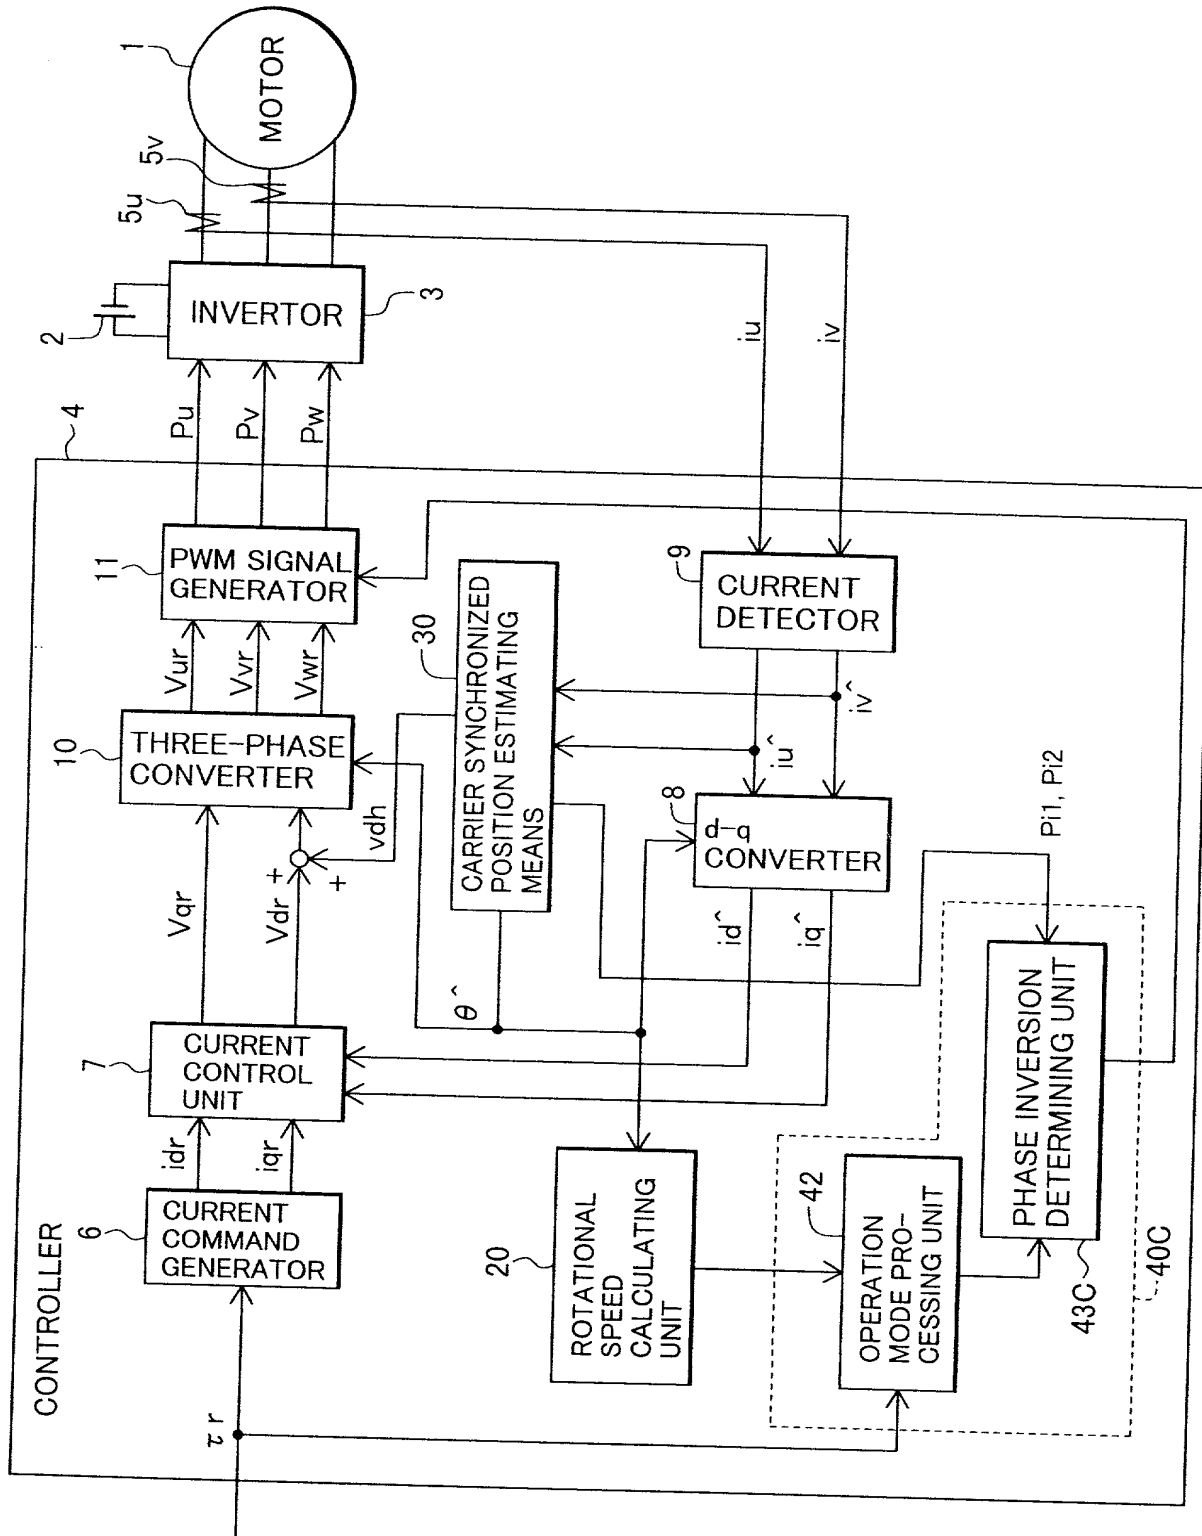 CONTROLLER
4
τr
6
CURRENT
COMMAND
GENERATOR
idr
iqr
7
CURRENT
CONTROL
UNIT
Vqr
Vdr
+
+
vdh
10
THREE-PHASE
CONVERTER
Vur
Vvr
Vwr
11
PWM SIGNAL
GENERATOR
Pu
Pv
Pw
2
INVERTOR
3
5u
5v
1
MOTOR
θ^
30
CARRIER SYNCHRONIZED
POSITION ESTIMATING
MEANS
iu
iv
9
CURRENT
DETECTOR
iu^
iv^
8
d-q
CONVERTER
id^
iq^
20
ROTATIONAL
SPEED
CALCULATING
UNIT
42
OPERATION
MODE PRO-
CESSING UNIT
Pi1, Pi2
PHASE INVERSION
DETERMINING UNIT
43C
40C